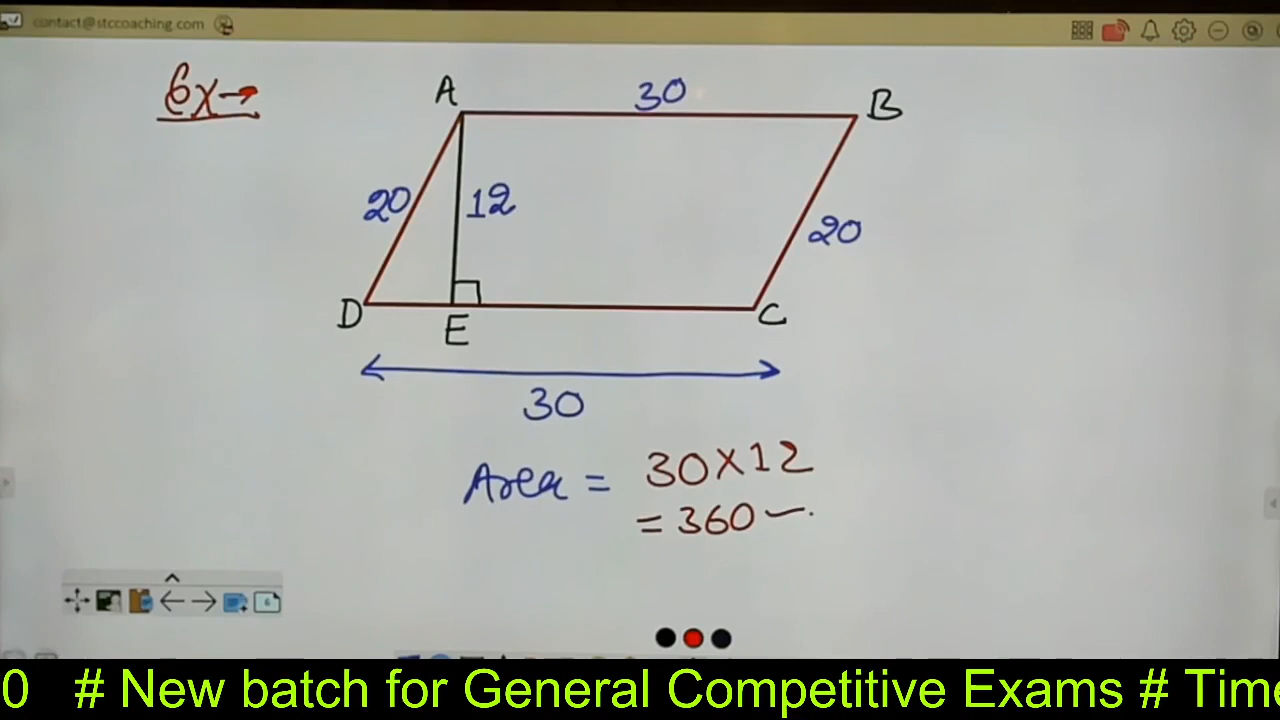 contact@stccoaching.com
Ex→
A
30
B
20
12
20
D
E
C
30
Area = 30×12
= 360
6
0 # New batch for General Competitive Exams # Time